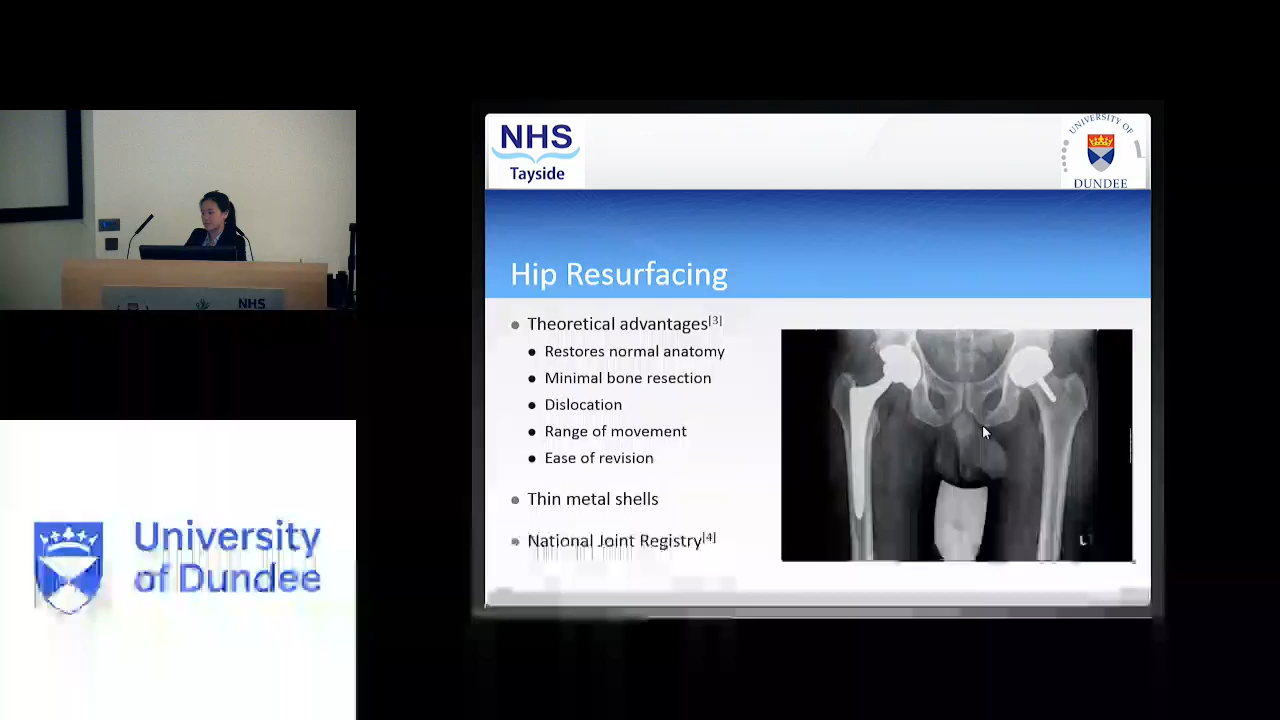 NHS
Tayside
UNIVERSITY OF
DUNDEE
Hip Resurfacing
Theoretical advantages[3]
Restores normal anatomy
Minimal bone resection
Dislocation
Range of movement
Ease of revision
Thin metal shells
National Joint Registry[4]
L
NHS
University
of Dundee